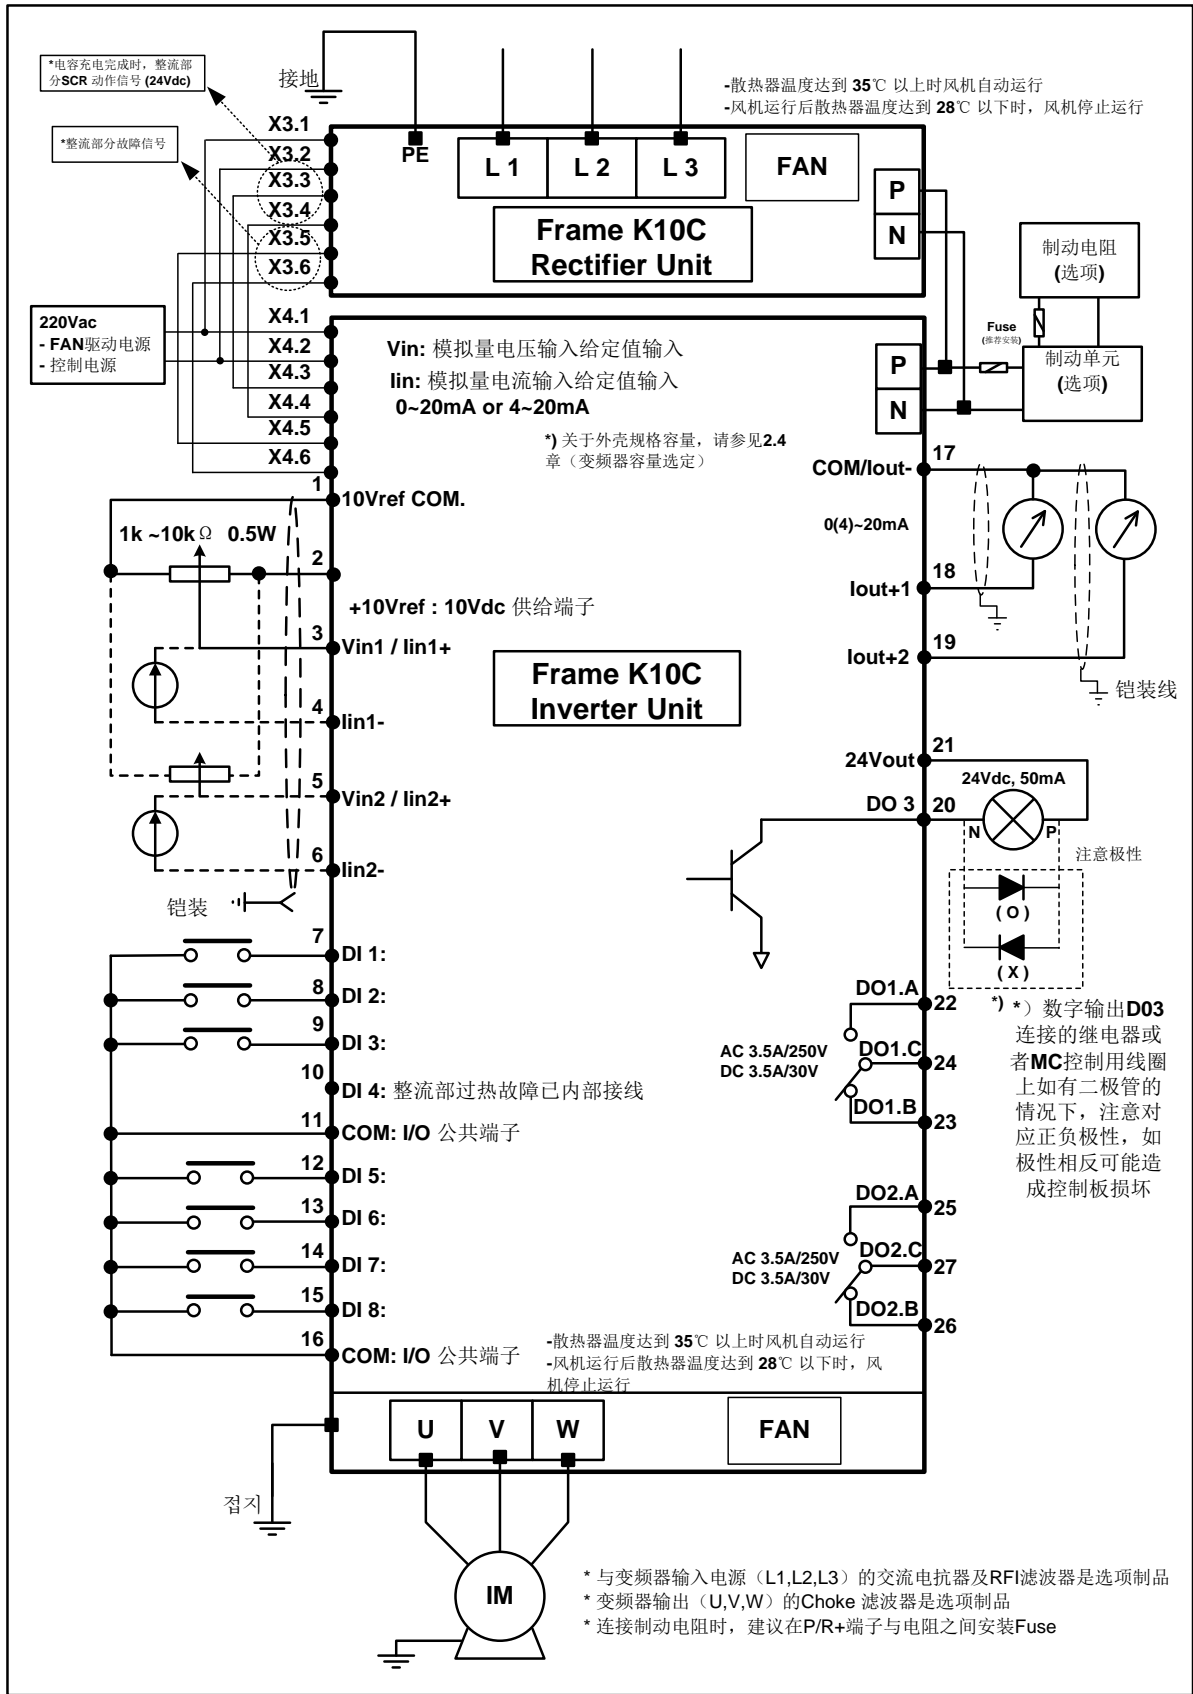 *电容充电完成时，整流部
分SCR 动作信号 (24Vdc)
接地
-散热器温度达到 35℃ 以上时风机自动运行
-风机运行后散热器温度达到 28℃ 以下时，风机停止运行
*整流部分故障信号
X3.1
X3.2
X3.3
X3.4
X3.5
X3.6
PE
L 1
L 2
L 3
FAN
P
N
Frame K10C
Rectifier Unit
制动电阻
(选项)
220Vac
- FAN驱动电源
- 控制电源
X4.1
X4.2
X4.3
X4.4
X4.5
X4.6
Vin: 模拟量电压输入给定值输入
Iin: 模拟量电流输入给定值输入
0~20mA or 4~20mA
P
N
Fuse
(推荐安装)
制动单元
(选项)
*) 关于外壳规格容量，请参见2.4
章（变频器容量选定）
1
10Vref COM.
1k ~10kΩ 0.5W
2
+10Vref : 10Vdc 供给端子
3
Vin1 / Iin1+
4
Iin1-
5
Vin2 / Iin2+
6
Iin2-
铠装
Frame K10C
Inverter Unit
17
COM/Iout-
0(4)~20mA
18
Iout+1
19
Iout+2
铠装线
21
24Vout
24Vdc, 50mA
DO 3
20
N
P
注意极性
( O )
( X )
7
DI 1:
8
DI 2:
9
DI 3:
10
DI 4: 整流部过热故障已内部接线
11
COM: I/O 公共端子
12
DI 5:
13
DI 6:
14
DI 7:
15
DI 8:
16
COM: I/O 公共端子
DO1.A
22
AC 3.5A/250V
DC 3.5A/30V
DO1.C
24
DO1.B
23
*) *）数字输出D03
连接的继电器或
者MC控制用线圈
上如有二极管的
情况下，注意对
应正负极性，如
极性相反可能造
成控制板损坏
DO2.A
25
AC 3.5A/250V
DC 3.5A/30V
DO2.C
27
DO2.B
26
-散热器温度达到 35℃ 以上时风机自动运行
-风机运行后散热器温度达到 28℃ 以下时，风
机停止运行
U
V
W
FAN
접지
IM
* 与变频器输入电源（L1,L2,L3）的交流电抗器及RFI滤波器是选项制品
* 变频器输出（U,V,W）的Choke 滤波器是选项制品
* 连接制动电阻时，建议在P/R+端子与电阻之间安装Fuse